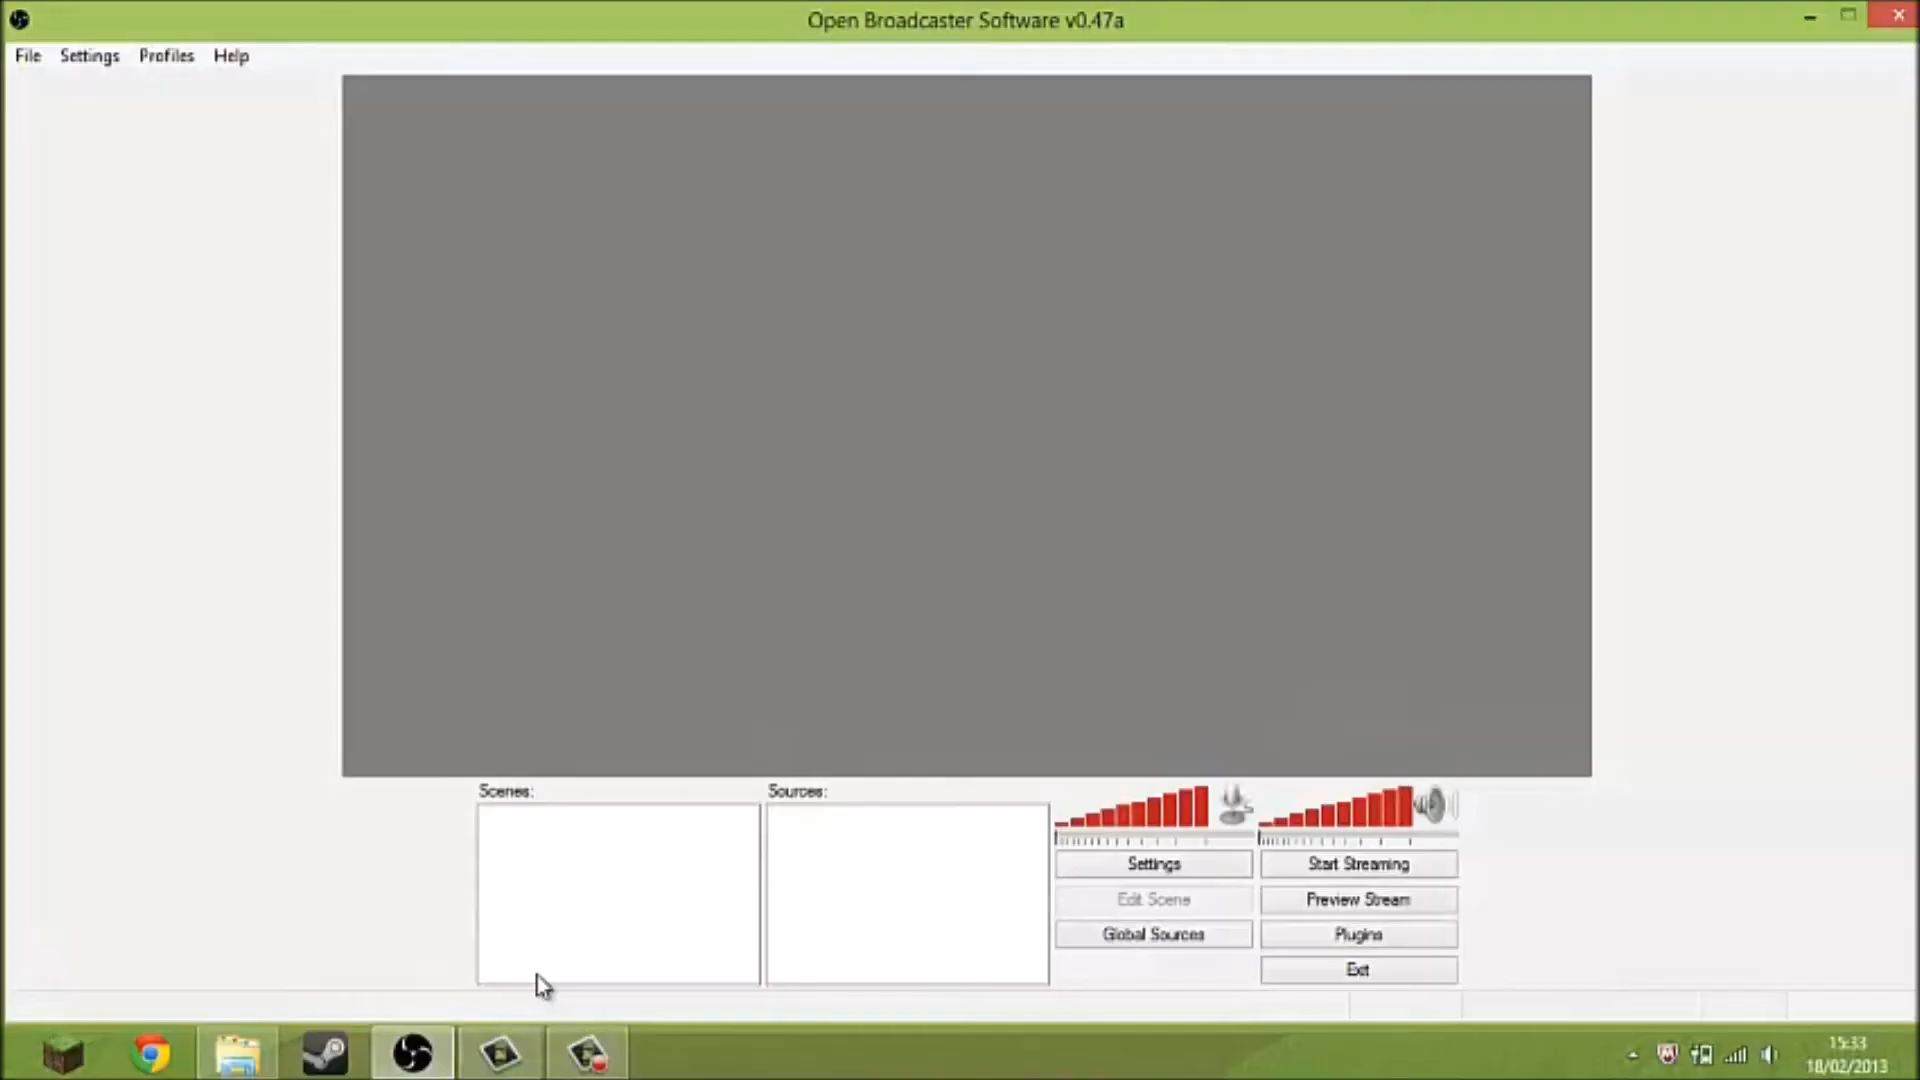 Open Broadcaster Software v0.47a
File Settings Profiles Help
Scenes:
Sources:
Settings
Start Streaming
Edit Scene
Preview Stream
Global Sources
Plugins
Exit
15:33
18/02/2013